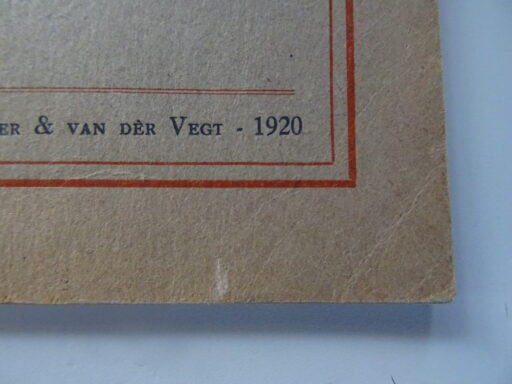 ER & VAN DÈR VEGT - 1920